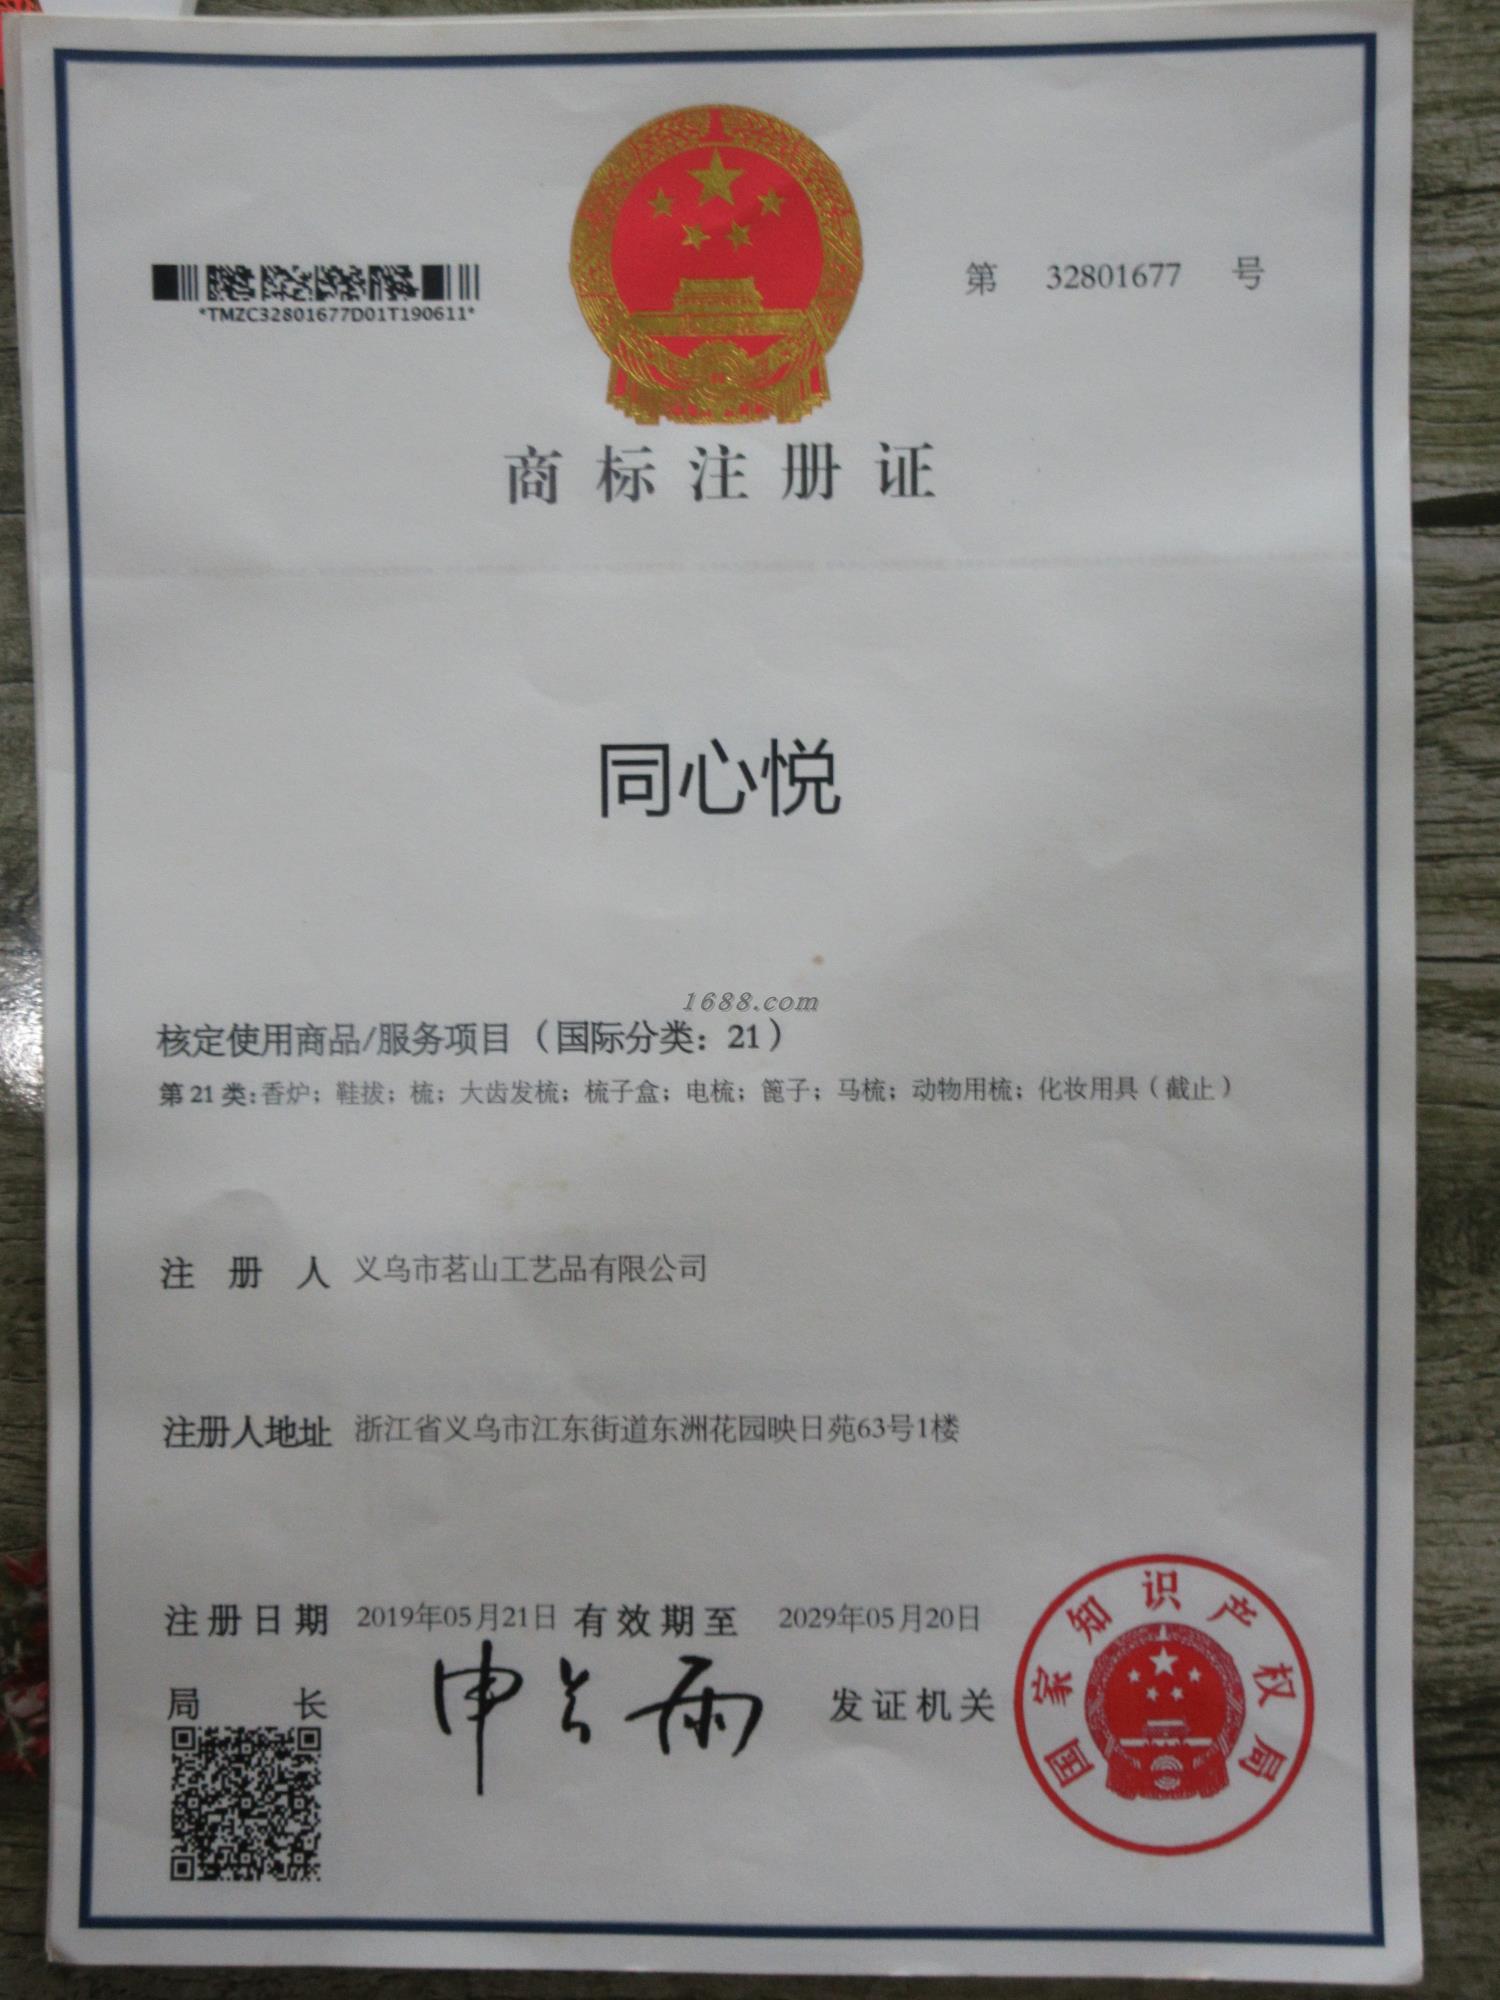 第 32801677 号
*TMZC32801677D01T190611*
商标注册证
同心悦
1688.com
核定使用商品/服务项目（国际分类：21）
第21类:香炉；鞋拔；梳；大齿发梳；梳子盒；电梳；篦子；马梳；动物用梳；化妆用具（截止）
注册人 义乌市茗山工艺品有限公司
注册人地址 浙江省义乌市江东街道东洲花园映日苑63号1楼
注册日期 2019年05月21日 有效期至 2029年05月20日
局长 申长雨 发证机关
国家知识产权局